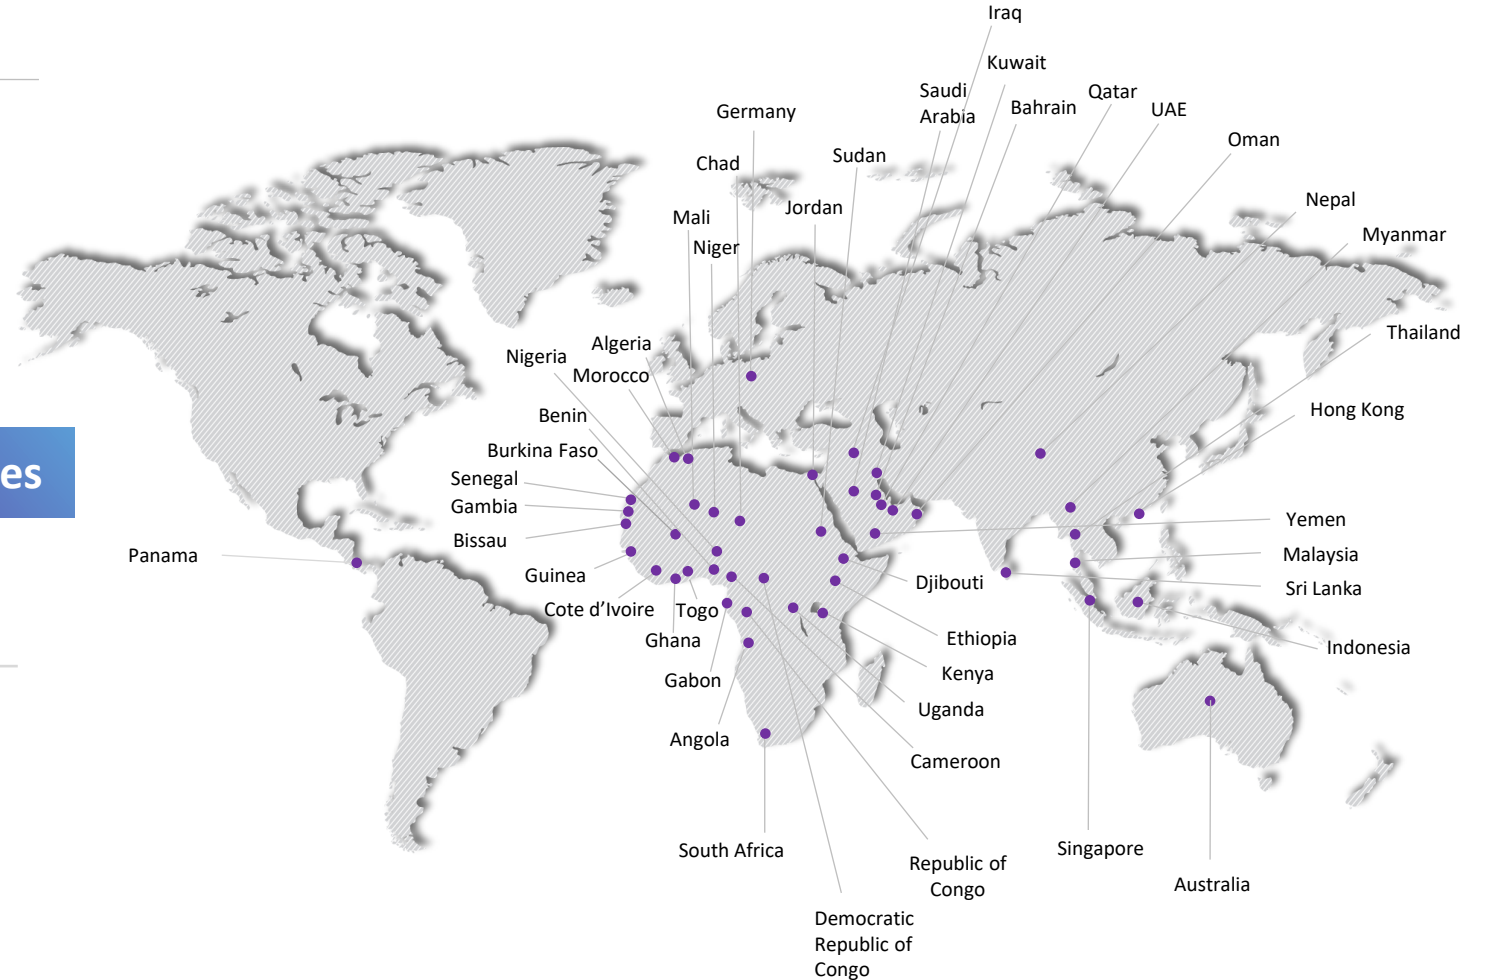 Iraq
Kuwait
Saudi
Arabia
Qatar
Bahrain
UAE
Germany
Oman
Sudan
Chad
Nepal
Jordan
Mali
Myanmar
Niger
Thailand
Algeria
Nigeria
Morocco
Hong Kong
Benin
Burkina Faso
es
Senegal
Gambia
Yemen
Bissau
Panama
Malaysia
Guinea
Djibouti
Sri Lanka
Cote d’Ivoire
Togo
Ghana
Ethiopia
Indonesia
Kenya
Gabon
Uganda
Angola
Cameroon
South Africa
Singapore
Republic of
Congo
Australia
Democratic
Republic of
Congo